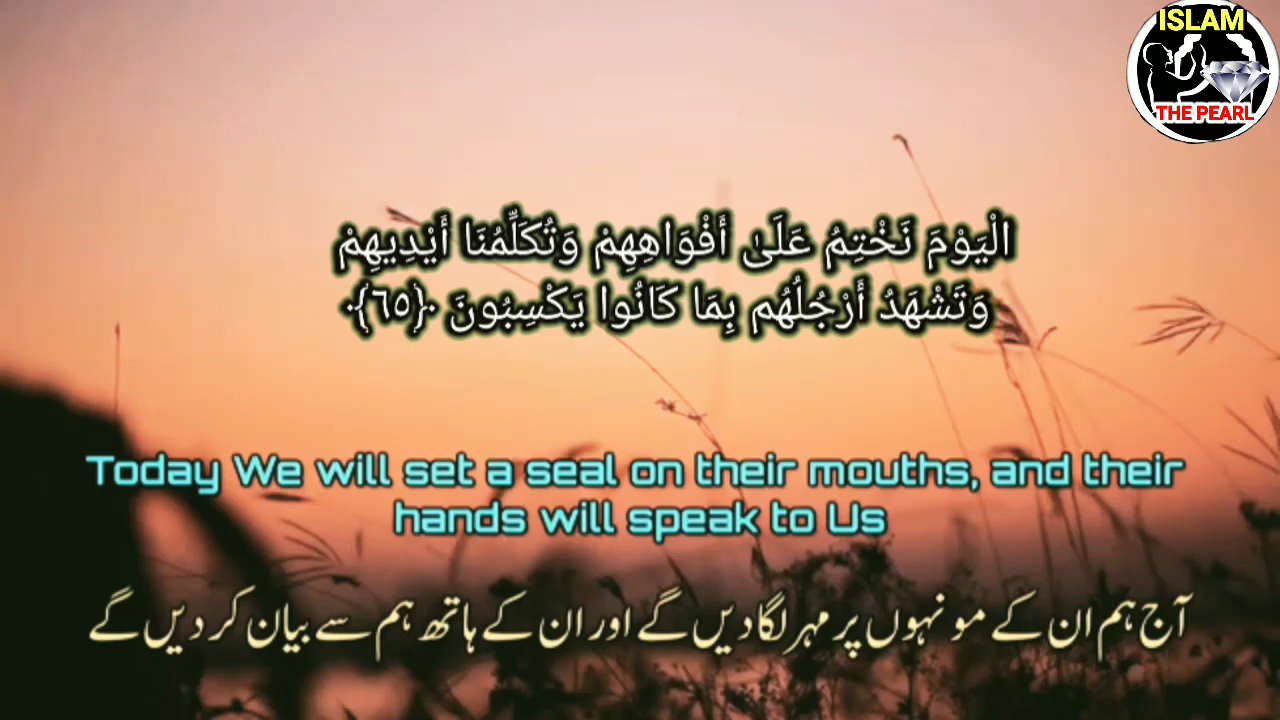 ISLAM
THE PEARL
الْيَوْمَ نَخْتِمُ عَلَىٰ أَفْوَاهِهِمْ وَتُكَلِّمُنَا أَيْدِيهِمْ
وَتَشْهَدُ أَرْجُلُهُم بِمَا كَانُوا يَكْسِبُونَ ﴿٦٥﴾
Today We will set a seal on their mouths, and their
hands will speak to Us
آج ہم ان کے مونہوں پر مہر لگادیں گے اور ان کے ہاتھ ہم سے بیان کر دیں گے